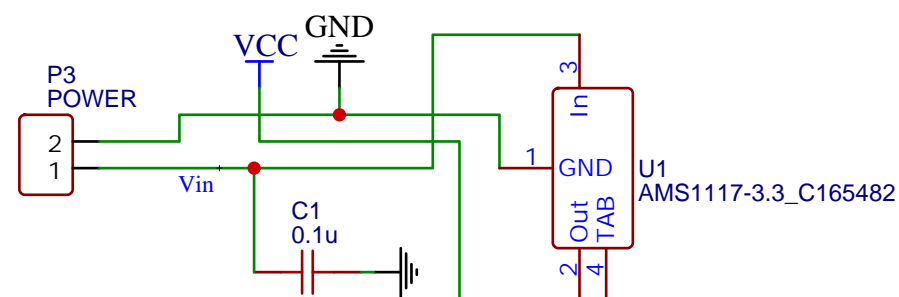 GND
VCC
P3
POWER
3
In
2
1
1
GND
U1
AMS1117-3.3_C165482
Vin
Out
TAB
C1
0.1u
2
4